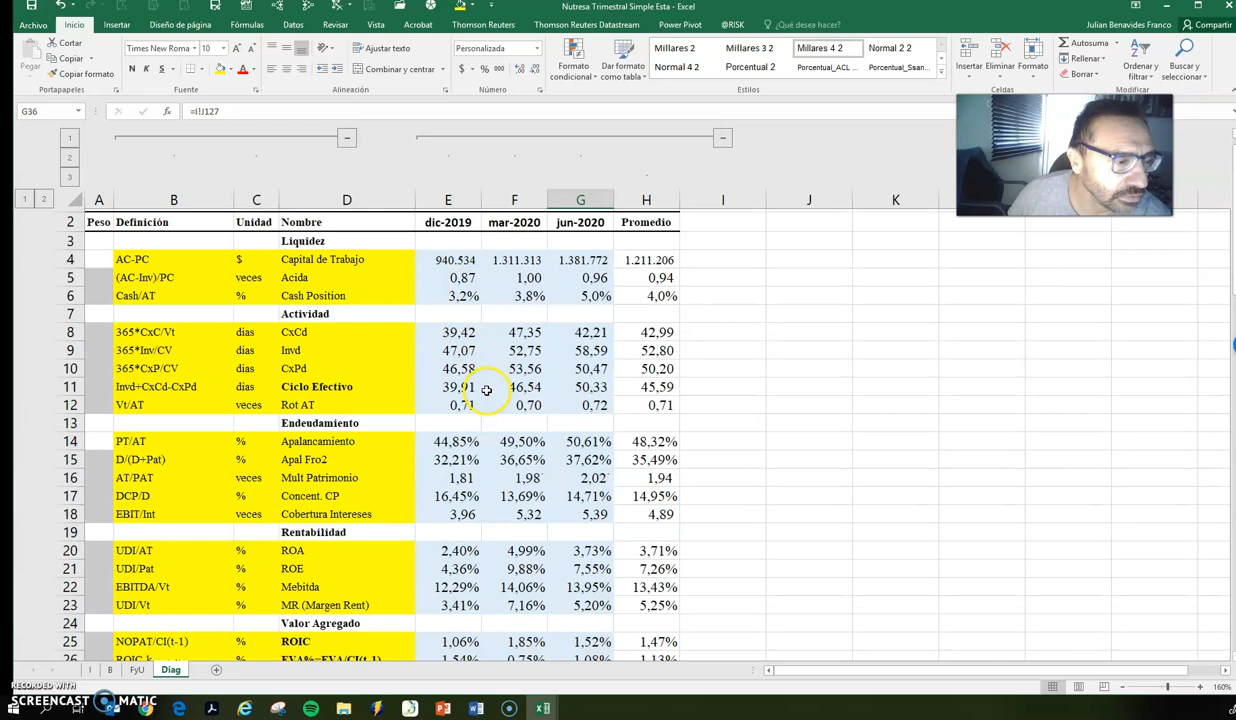 Nutresa Trimestral Simple Esta - Excel
Archivo Inicio Insertar Diseño de página Fórmulas Datos Revisar Vista Acrobat Thomson Reuters Thomson Reuters Datastream Power Pivot @RISK ¿Qué desea hacer? Julian Benavides Franco Compartir
Cortar
Copiar
Copiar formato
Pegar
Portapapeles
Times New Roma 10
N K S
Fuente
Ajustar texto
Combinar y centrar
Alineación
Personalizada
$ % 000
Número
Formato condicional
Dar formato como tabla
Millares 2 Millares 3 2 Millares 4 2 Normal 2 2
Normal 4 2 Porcentual 2 Porcentual_ACL ... Porcentual_Ssan...
Estilos
Insertar Eliminar Formato
Celdas
Autosuma
Rellenar
Borrar
Ordenar y filtrar
Buscar y seleccionar
Modificar
G36 fx =I!J127
1
2
3
1 2 A B C D E F G H I J K L M
2 Peso Definición Unidad Nombre dic-2019 mar-2020 jun-2020 Promedio
3 Liquidez
4 AC-PC $ Capital de Trabajo 940.534 1.311.313 1.381.772 1.211.206
5 (AC-Inv)/PC veces Acida 0,87 1,00 0,96 0,94
6 Cash/AT % Cash Position 3,2% 3,8% 5,0% 4,0%
7 Actividad
8 365*CxC/Vt dias CxCd 39,42 47,35 42,21 42,99
9 365*Inv/CV dias Invd 47,07 52,75 58,59 52,80
10 365*CxP/CV dias CxPd 46,58 53,56 50,47 50,20
11 Invd+CxCd-CxPd dias Ciclo Efectivo 39,91 46,54 50,33 45,59
12 Vt/AT veces Rot AT 0,71 0,70 0,72 0,71
13 Endeudamiento
14 PT/AT % Apalancamiento 44,85% 49,50% 50,61% 48,32%
15 D/(D+Pat) % Apal Fro2 32,21% 36,65% 37,62% 35,49%
16 AT/PAT veces Mult Patrimonio 1,81 1,98 2,02 1,94
17 DCP/D % Concent. CP 16,45% 13,69% 14,71% 14,95%
18 EBIT/Int veces Cobertura Intereses 3,96 5,32 5,39 4,89
19 Rentabilidad
20 UDI/AT % ROA 2,40% 4,99% 3,73% 3,71%
21 UDI/Pat % ROE 4,36% 9,88% 7,55% 7,26%
22 EBITDA/Vt % Mebitda 12,29% 14,06% 13,95% 13,43%
23 UDI/Vt % MR (Margen Rent) 3,41% 7,16% 5,20% 5,25%
24 Valor Agregado
25 NOPAT/CI(t-1) % ROIC 1,06% 1,85% 1,52% 1,47%
26 ROIC-k % EVA%=EVA/CI(t-1) 1,54% 0,75% 1,08% 1,13%
I B FyU Diag
160%
RECORDED WITH
SCREENCAST MATIC